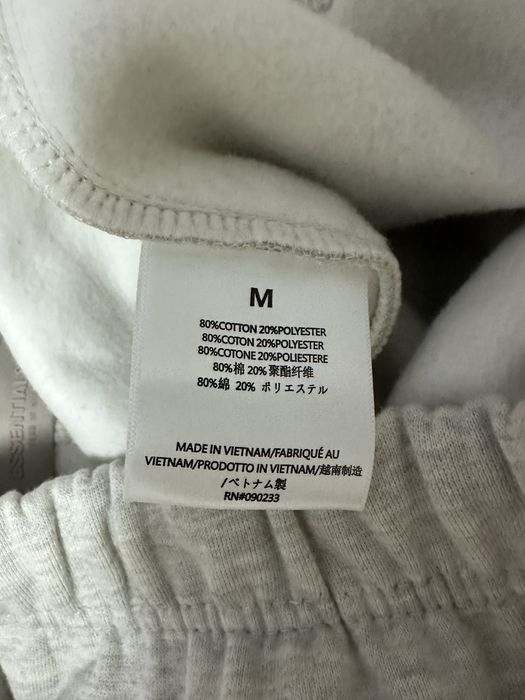 M
80%COTTON 20%POLYESTER
80%COTON 20%POLYESTER
80%COTONE 20%POLIESTERE
80%棉 20%聚酯纤维
80%綿 20% ポリエステル
MADE IN VIETNAM/FABRIQUÉ AU
VIETNAM/PRODOTTO IN VIETNAM/越南制造
/ベトナム製
RN#090233
ESSENTIALS